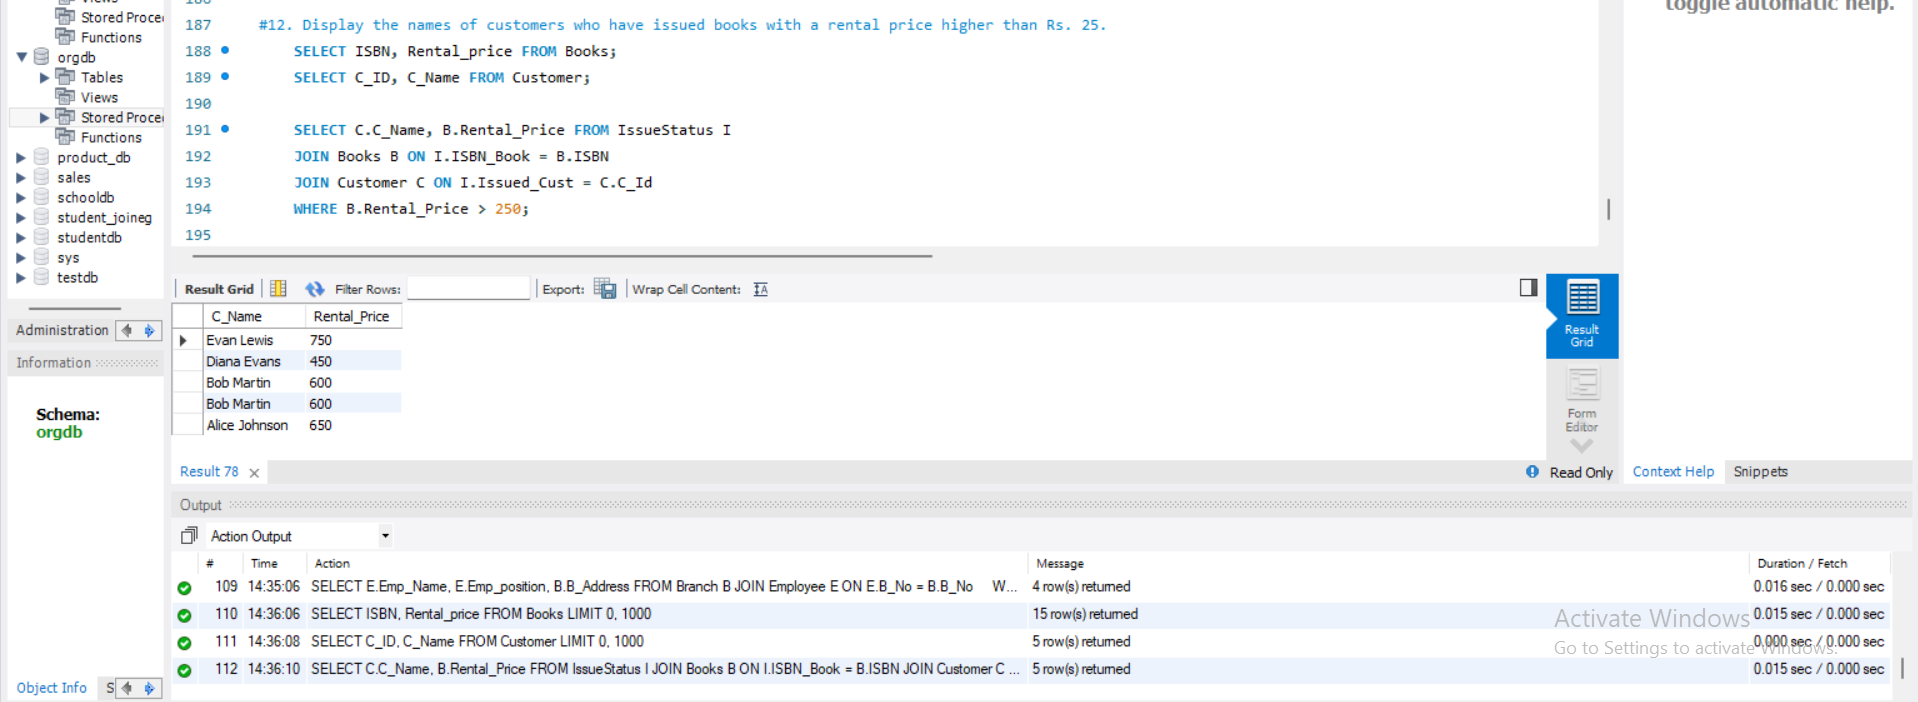 Views
Stored Proce
Functions
orgdb
Tables
Views
Stored Proce
Functions
product_db
sales
schooldb
student_joineg
studentdb
sys
testdb
Administration
Information
Schema:
orgdb
Object Info S
186
187 #12. Display the names of customers who have issued books with a rental price higher than Rs. 25.
188 SELECT ISBN, Rental_price FROM Books;
189 SELECT C_ID, C_Name FROM Customer;
190
191 SELECT C.C_Name, B.Rental_Price FROM IssueStatus I
192 JOIN Books B ON I.ISBN_Book = B.ISBN
193 JOIN Customer C ON I.Issued_Cust = C.C_Id
194 WHERE B.Rental_Price > 250;
195
Result Grid Filter Rows: Export: Wrap Cell Content:
C_Name Rental_Price
Evan Lewis 750
Diana Evans 450
Bob Martin 600
Bob Martin 600
Alice Johnson 650
Result
Grid
Form
Editor
Result 78 Read Only
toggle automatic help.
Context Help Snippets
Output
Action Output
# Time Action Message Duration / Fetch
109 14:35:06 SELECT E.Emp_Name, E.Emp_position, B.B_Address FROM Branch B JOIN Employee E ON E.B_No = B.B_No W... 4 row(s) returned 0.016 sec / 0.000 sec
110 14:36:06 SELECT ISBN, Rental_price FROM Books LIMIT 0, 1000 15 row(s) returned 0.015 sec / 0.000 sec
111 14:36:08 SELECT C_ID, C_Name FROM Customer LIMIT 0, 1000 5 row(s) returned 0.000 sec / 0.000 sec
112 14:36:10 SELECT C.C_Name, B.Rental_Price FROM IssueStatus I JOIN Books B ON I.ISBN_Book = B.ISBN JOIN Customer C ... 5 row(s) returned 0.015 sec / 0.000 sec
Activate Windows
Go to Settings to activate Windows.